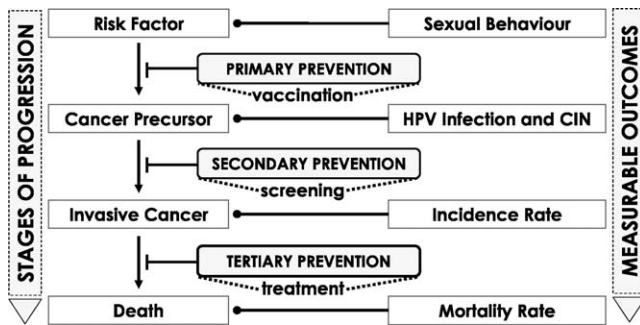 STAGES OF PROGRESSION
Risk Factor
Sexual Behaviour
PRIMARY PREVENTION
vaccination
Cancer Precursor
HPV Infection and CIN
SECONDARY PREVENTION
screening
Invasive Cancer
Incidence Rate
TERTIARY PREVENTION
treatment
Death
Mortality Rate
MEASURABLE OUTCOMES